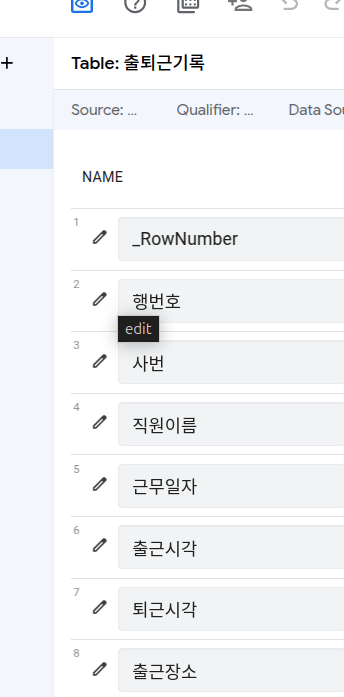 Table: 출퇴근기록
Source: ... Qualifier: ... Data Sou
NAME
1
_RowNumber
2
행번호
edit
3
사번
4
직원이름
5
근무일자
6
출근시각
7
퇴근시각
8
출근장소